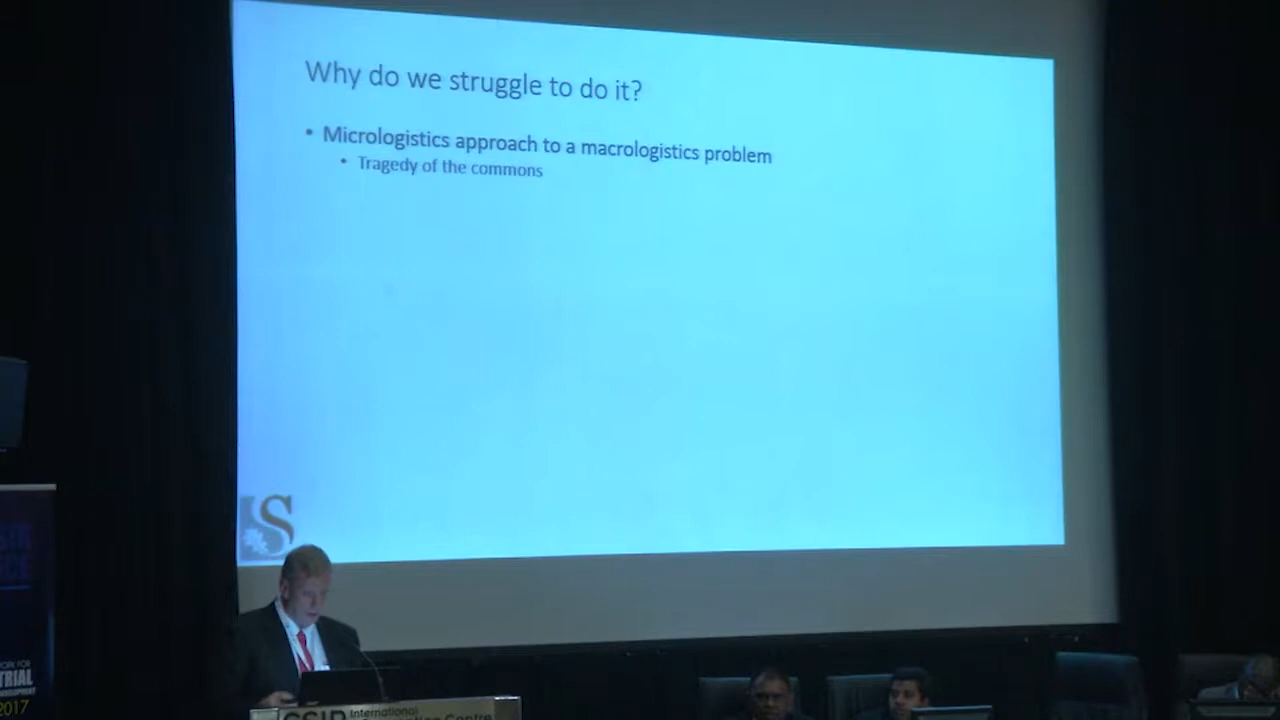 Why do we struggle to do it?
• Micrologistics approach to a macrologistics problem
• Tragedy of the commons
S
TRIAL
2017
International